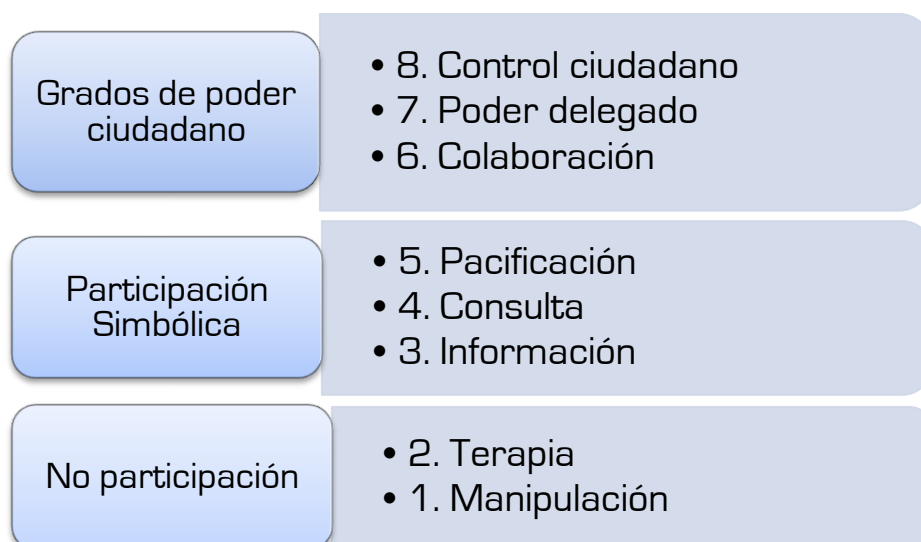 Grados de poder
ciudadano
• 8. Control ciudadano
• 7. Poder delegado
• 6. Colaboración
Participación
Simbólica
• 5. Pacificación
• 4. Consulta
• 3. Información
No participación
• 2. Terapia
• 1. Manipulación